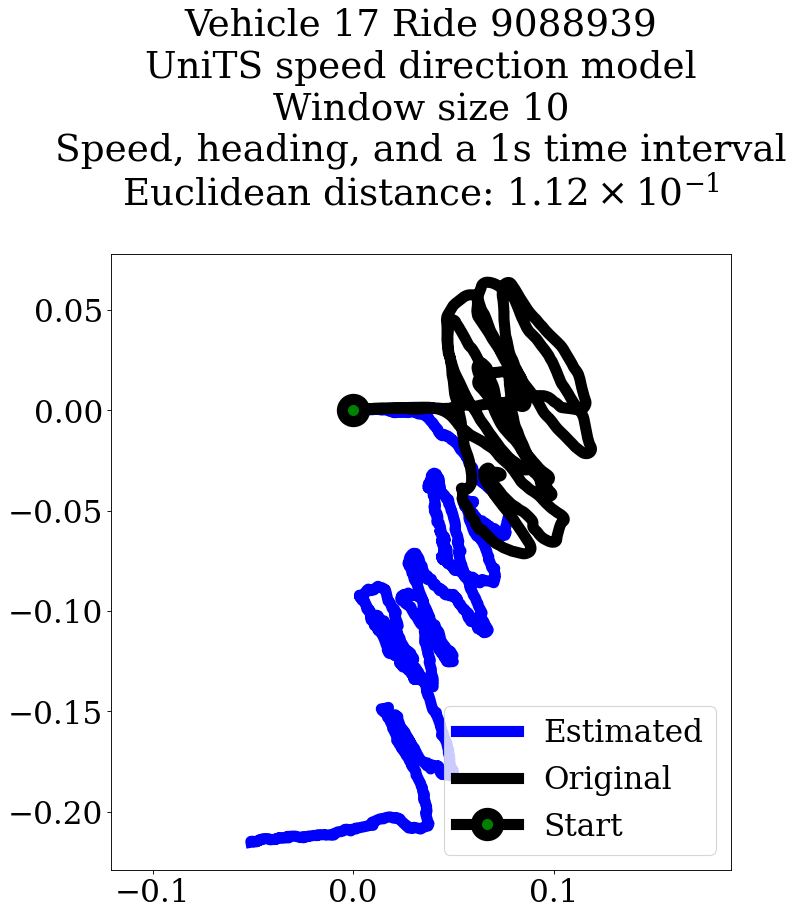 Vehicle 17 Ride 9088939
UniTS speed direction model
Window size 10
Speed, heading, and a 1s time interval
Euclidean distance: 1.12 × 10⁻¹
0.05
0.00
−0.05
−0.10
−0.15
−0.20
Estimated
Original
Start
−0.1
0.0
0.1